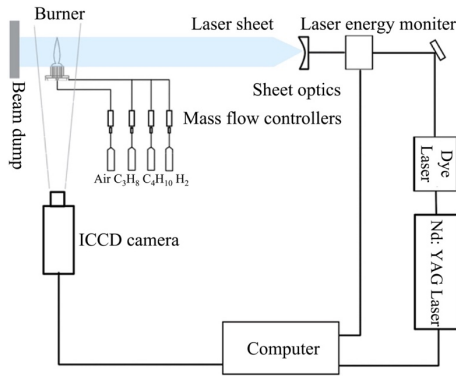 Burner
Laser sheet
Laser energy moniter
Beam dump
Sheet optics
Mass flow controllers
Air C₃H₈ C₄H₁₀ H₂
Dye
Laser
ICCD camera
Nd: YAG Laser
Computer